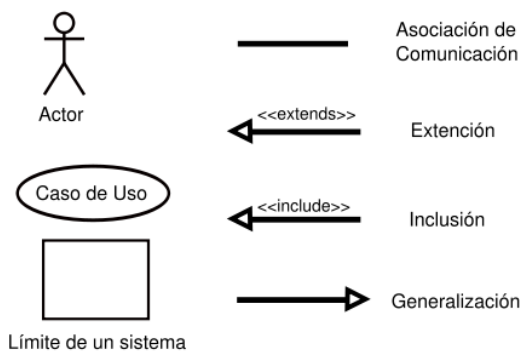 Actor
Asociación de
Comunicación
<<extends>>
Extención
Caso de Uso
<<include>>
Inclusión
Generalización
Límite de un sistema